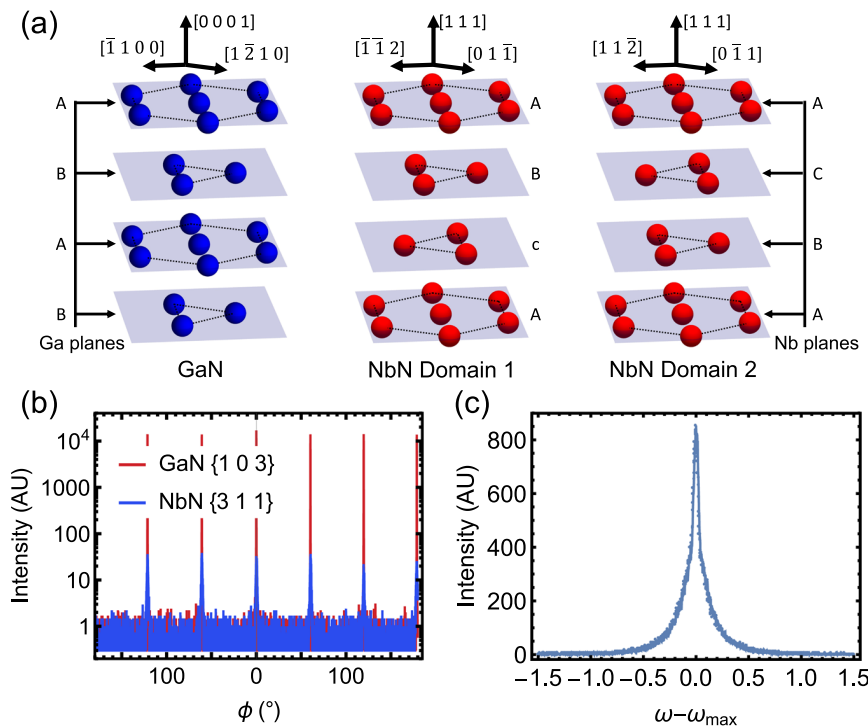 (a)
[0 0 0 1] [1̅ 1 0 0] [1 2̅ 1 0]
[1 1 1] [1̅ 1̅ 2] [0 1 1̅]
[1 1 1] [1 1 2̅] [0 1̅ 1]
A A A
B B C
A c B
B A A
Ga planes Nb planes
GaN NbN Domain 1 NbN Domain 2
(b)
Intensity (AU)
10⁴
1000
100
10
1
GaN {1 0 3}
NbN {3 1 1}
100 0 100
ϕ (°)
(c)
Intensity (AU)
800
600
400
200
0
−1.5 −1.0 −0.5 0.0 0.5 1.0 1.5
ω−ωmax